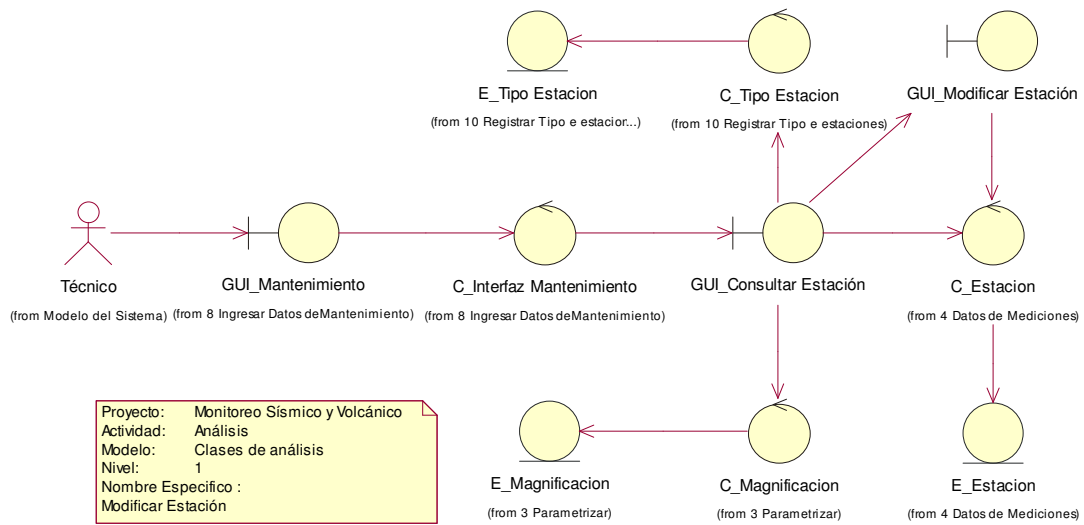 E_Tipo Estacion
(from 10 Registrar Tipo e estacior...)
C_Tipo Estacion
(from 10 Registrar Tipo e estaciones)
GUI_Modificar Estación
Técnico
(from Modelo del Sistema)
GUI_Mantenimiento
(from 8 Ingresar Datos deMantenimiento)
C_Interfaz Mantenimiento
(from 8 Ingresar Datos deMantenimiento)
GUI_Consultar Estación
C_Estacion
(from 4 Datos de Mediciones)
Proyecto: Monitoreo Sísmico y Volcánico
Actividad: Análisis
Modelo: Clases de análisis
Nivel: 1
Nombre Especifico :
Modificar Estación
E_Magnificacion
(from 3 Parametrizar)
C_Magnificacion
(from 3 Parametrizar)
E_Estacion
(from 4 Datos de Mediciones)